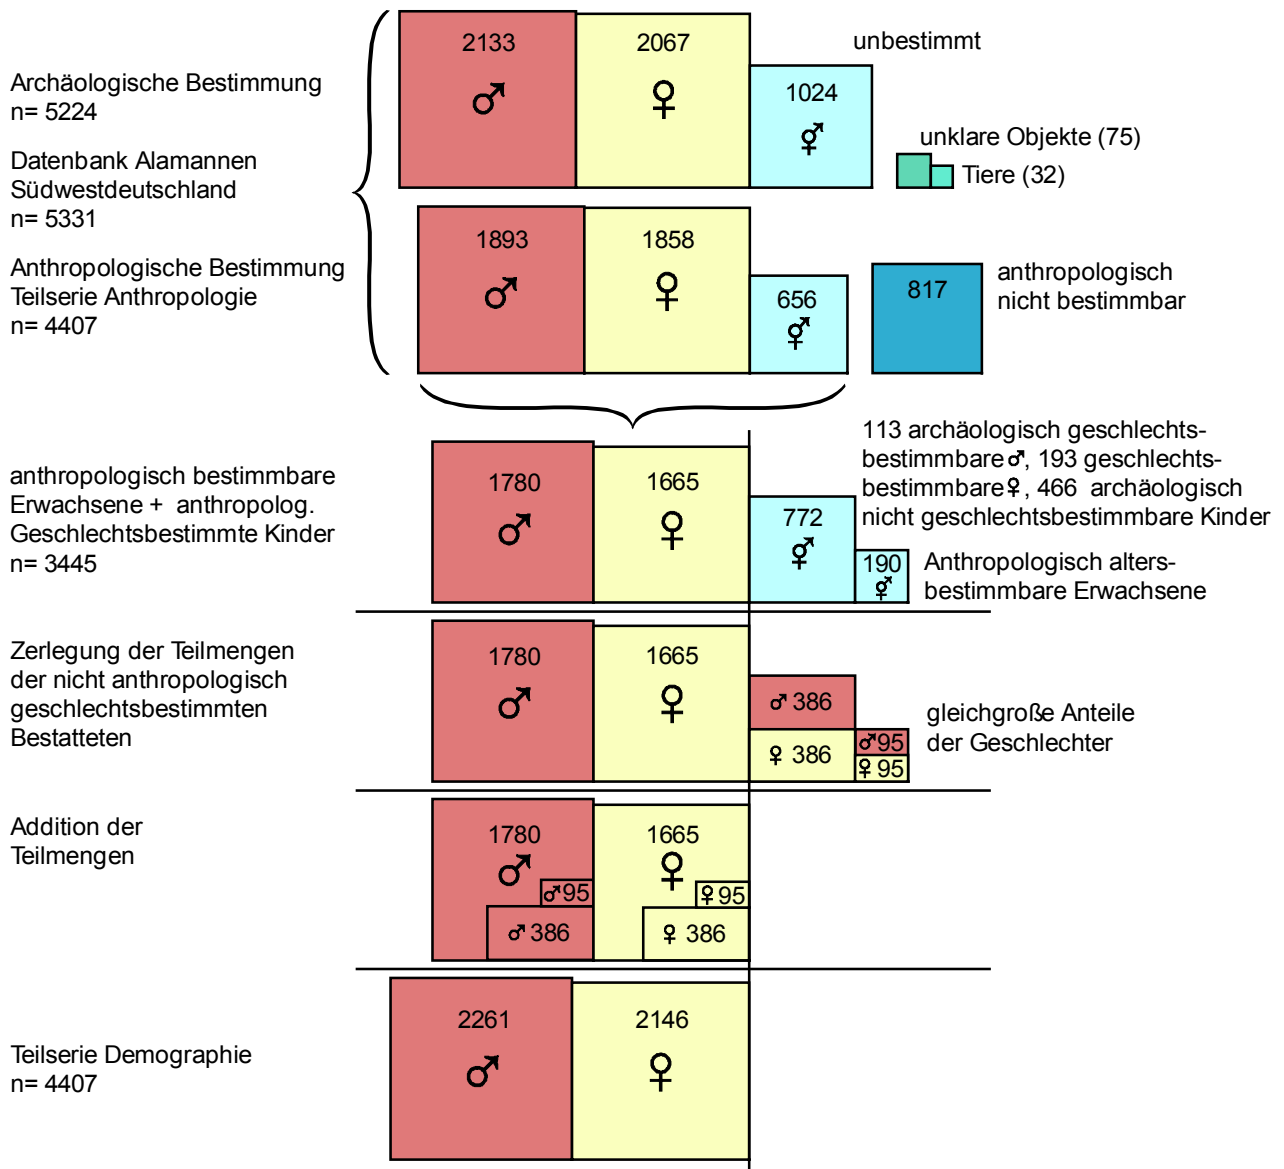 2133
2067
unbestimmt
Archäologische Bestimmung
n= 5224
1024
unklare Objekte (75)
Tiere (32)
Datenbank Alamannen
Südwestdeutschland
n= 5331
1893
1858
Anthropologische Bestimmung
Teilserie Anthropologie
n= 4407
656
817
anthropologisch
nicht bestimmbar
113 archäologisch geschlechts-
bestimmbare ♂, 193 geschlechts-
bestimmbare ♀, 466 archäologisch
nicht geschlechtsbestimmbare Kinder
anthropologisch bestimmbare
Erwachsene + anthropolog.
Geschlechtsbestimmte Kinder
n= 3445
1780
1665
772
190
Anthropologisch alters-
bestimmbare Erwachsene
Zerlegung der Teilmengen
der nicht anthropologisch
geschlechtsbestimmten
Bestatteten
1780
1665
♂ 386
♀ 386
♂95
♀95
gleichgroße Anteile
der Geschlechter
Addition der
Teilmengen
1780
1665
♂95
♀95
♂ 386
♀ 386
2261
2146
Teilserie Demographie
n= 4407